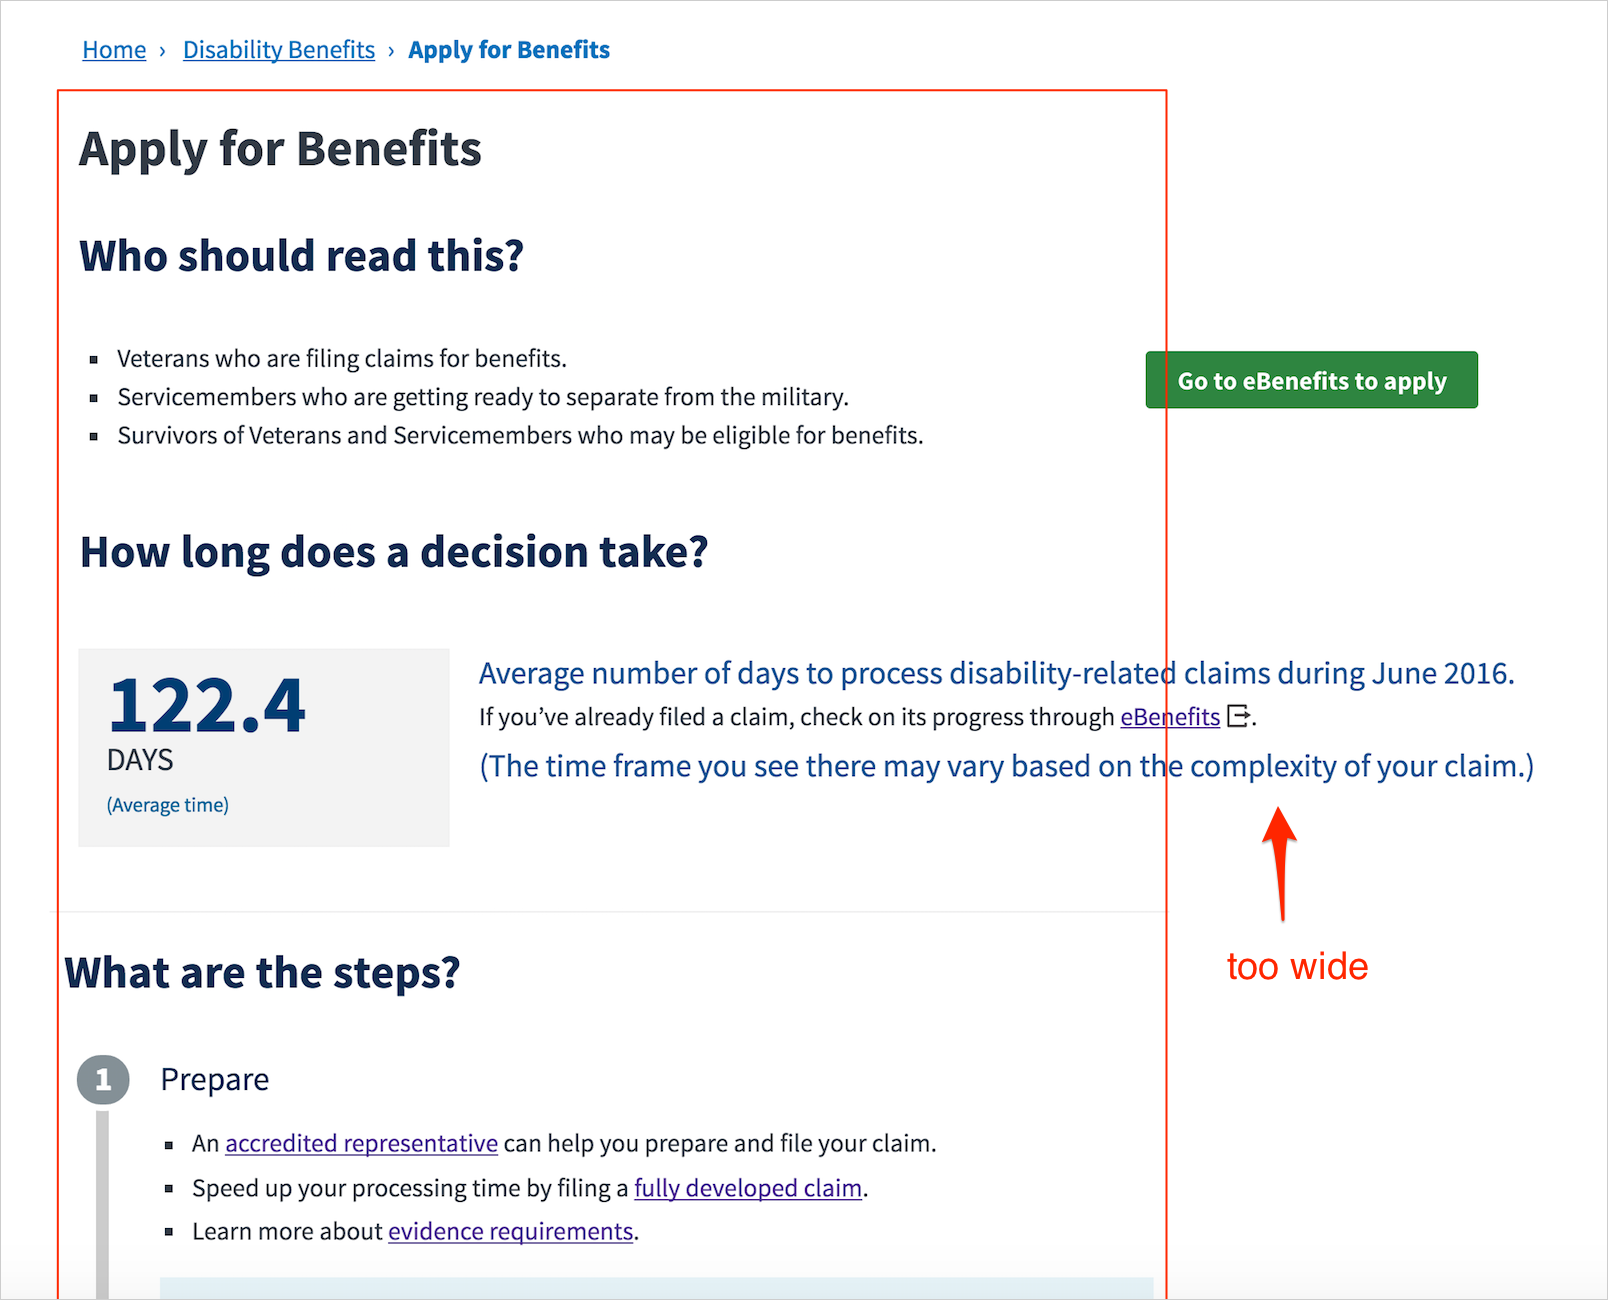 Home › Disability Benefits › Apply for Benefits
Apply for Benefits
Who should read this?
Veterans who are filing claims for benefits.
Servicemembers who are getting ready to separate from the military.
Survivors of Veterans and Servicemembers who may be eligible for benefits.
Go to eBenefits to apply
How long does a decision take?
122.4
DAYS
(Average time)
Average number of days to process disability-related claims during June 2016.
If you’ve already filed a claim, check on its progress through eBenefits.
(The time frame you see there may vary based on the complexity of your claim.)
too wide
What are the steps?
1 Prepare
An accredited representative can help you prepare and file your claim.
Speed up your processing time by filing a fully developed claim.
Learn more about evidence requirements.